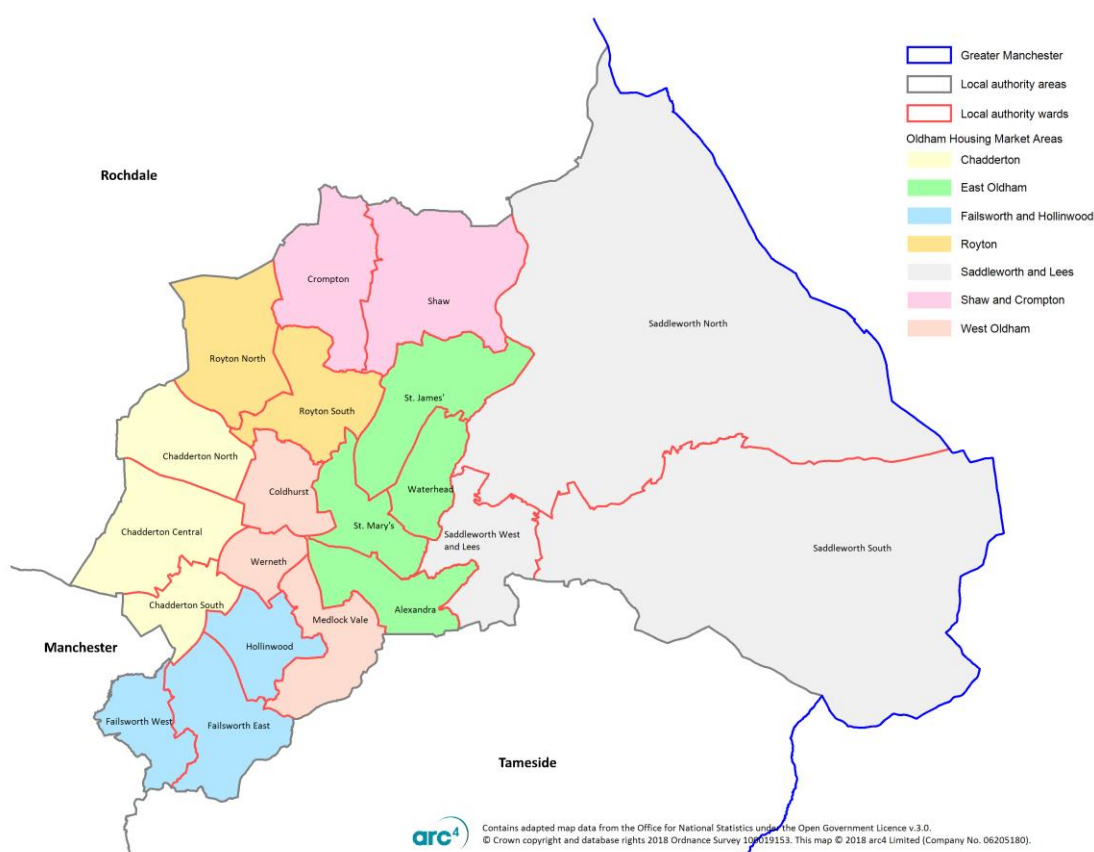 Greater Manchester
Local authority areas
Local authority wards
Oldham Housing Market Areas
Chadderton
East Oldham
Failsworth and Hollinwood
Royton
Saddleworth and Lees
Shaw and Crompton
West Oldham
Rochdale
Crompton
Shaw
Saddleworth North
Royton North
St. James'
Royton South
Chadderton North
Coldhurst
Waterhead
St. Mary's
Chadderton Central
Saddleworth West
and Lees
Saddleworth South
Werneth
Chadderton South
Alexandra
Medlock Vale
Manchester
Hollinwood
Failsworth West
Failsworth East
Tameside
arc4
Contains adapted map data from the Office for National Statistics under the Open Government Licence v.3.0.
© Crown copyright and database rights 2018 Ordnance Survey 100019153. This map © 2018 arc4 Limited (Company No. 06205180).